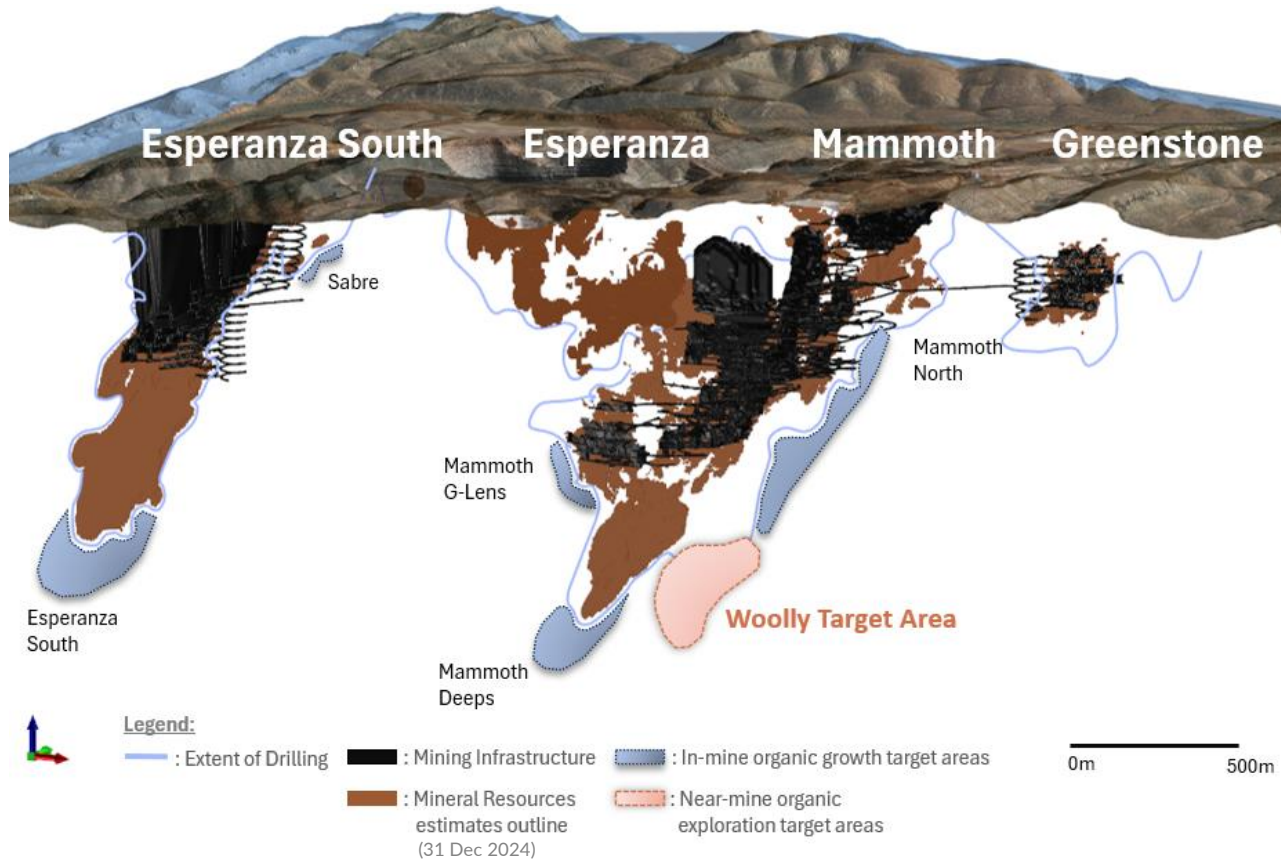 Esperanza South
Esperanza
Mammoth
Greenstone
Sabre
Mammoth
North
Mammoth
G-Lens
Esperanza
South
Woolly Target Area
Mammoth
Deeps
Legend:
: Extent of Drilling
: Mining Infrastructure
: In-mine organic growth target areas
: Mineral Resources
estimates outline
(31 Dec 2024)
: Near-mine organic
exploration target areas
0m
500m